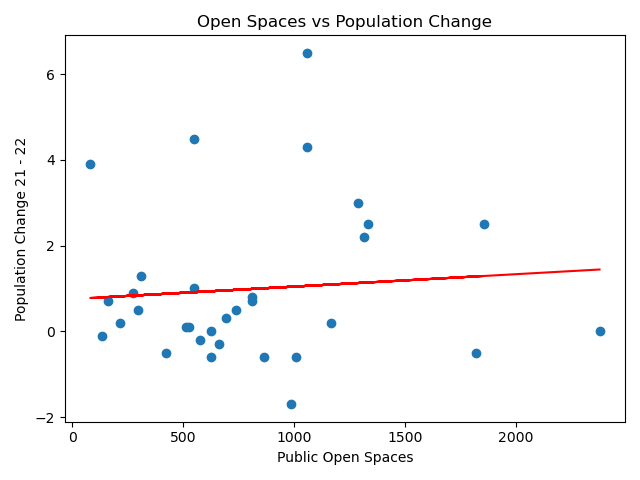 Open Spaces vs Population Change
Population Change 21 - 22
6
4
2
0
−2
0 500 1000 1500 2000
Public Open Spaces